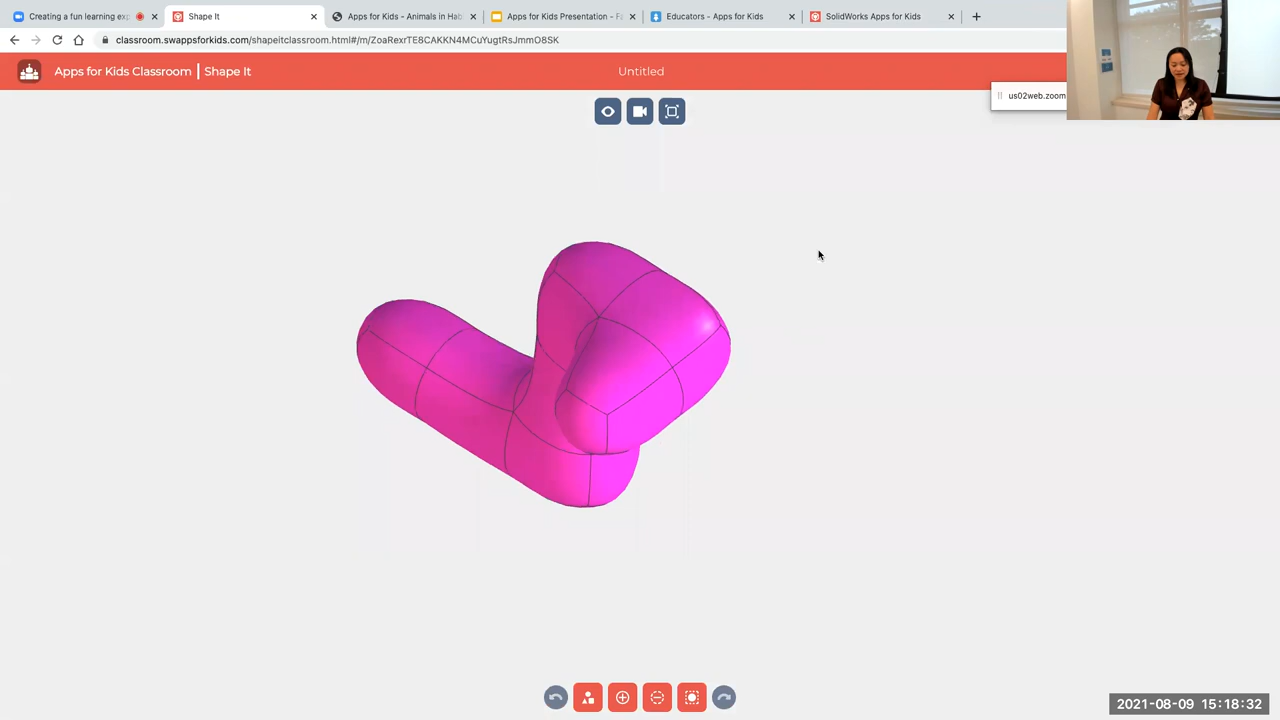 Creating a fun learning exp
Shape It
Apps for Kids - Animals in Hab
Apps for Kids Presentation - Fa
Educators - Apps for Kids
SolidWorks Apps for Kids
classroom.swappsforkids.com/shapeitclassroom.html#/m/ZoaRexrTE8CAKKN4MCuYugtRsJmmO8SK
Apps for Kids Classroom | Shape It
Untitled
us02web.zoom
2021-08-09 15:18:32